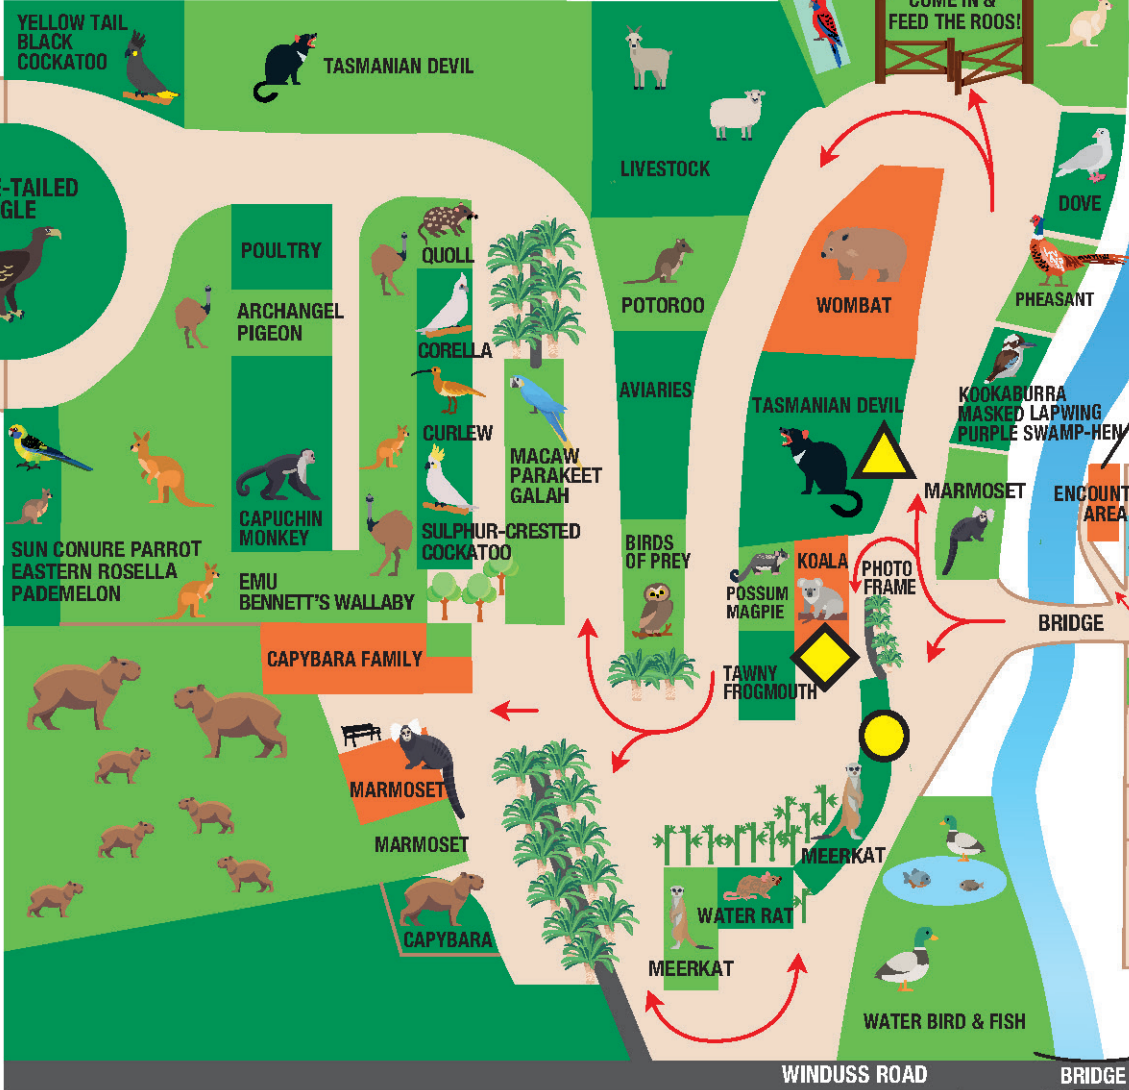 YELLOW TAIL
BLACK
COCKATOO
TASMANIAN DEVIL
COME IN &
FEED THE ROOS!
LIVESTOCK
DOVE
POULTRY
QUOLL
POTOROO
WOMBAT
PHEASANT
ARCHANGEL
PIGEON
CORELLA
AVIARIES
TASMANIAN DEVIL
KOOKABURRA
MASKED LAPWING
PURPLE SWAMP-HEN
CURLEW
MACAW
PARAKEET
GALAH
MARMOSET
CAPUCHIN
MONKEY
SULPHUR-CRESTED
COCKATOO
BIRDS
OF PREY
KOALA
PHOTO
FRAME
POSSUM
MAGPIE
SUN CONURE PARROT
EASTERN ROSELLA
PADEMELON
EMU
BENNETT'S WALLABY
BRIDGE
CAPYBARA FAMILY
TAWNY
FROGMOUTH
MARMOSET
MARMOSET
MEERKAT
CAPYBARA
WATER RAT
MEERKAT
WATER BIRD & FISH
WINDUSS ROAD
BRIDGE
AREA